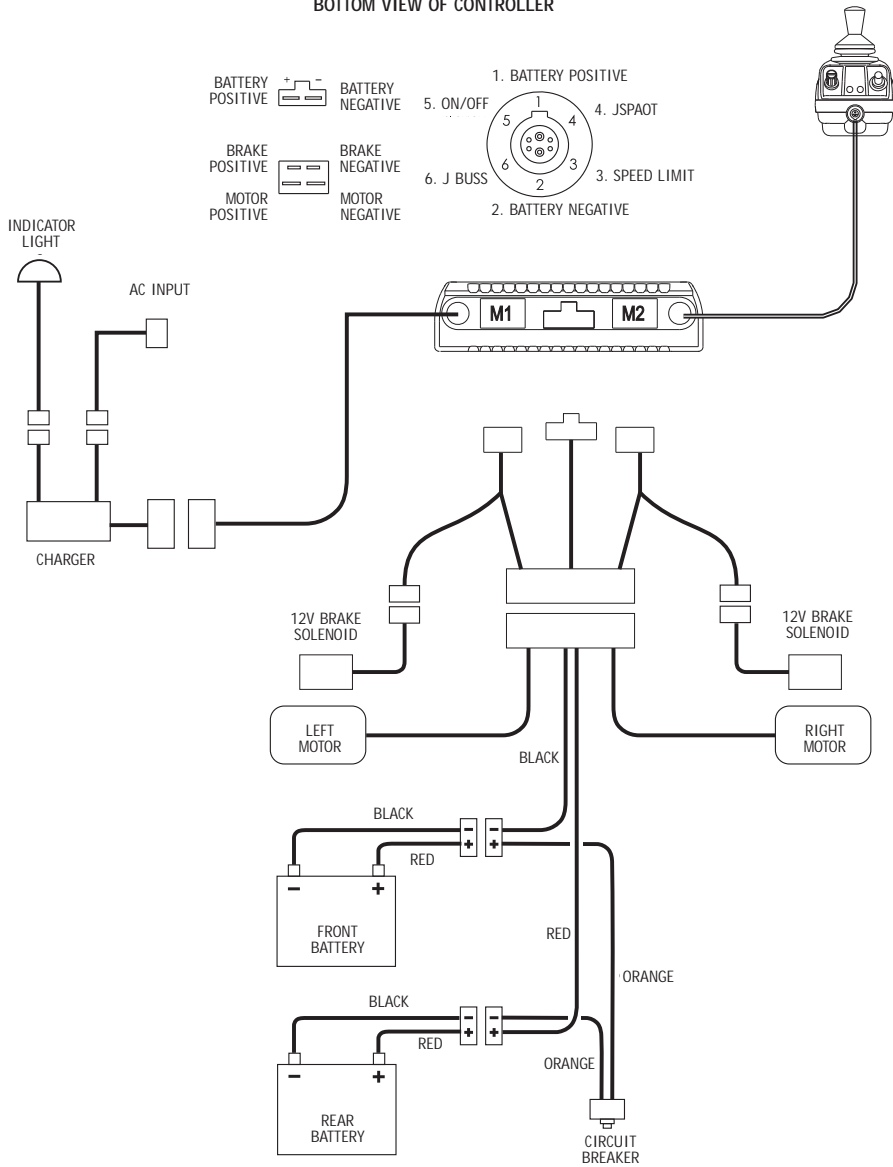 BOTTOM VIEW OF CONTROLLER
BATTERY
POSITIVE
+ −
BATTERY
NEGATIVE
BRAKE
POSITIVE
BRAKE
NEGATIVE
MOTOR
POSITIVE
MOTOR
NEGATIVE
1. BATTERY POSITIVE
5. ON/OFF
4. JSPAOT
6. J BUSS
3. SPEED LIMIT
2. BATTERY NEGATIVE
1
5 4
6 3
2
INDICATOR
LIGHT
AC INPUT
M1 M2
CHARGER
12V BRAKE
SOLENOID
12V BRAKE
SOLENOID
LEFT
MOTOR
RIGHT
MOTOR
BLACK
BLACK
− −
+ +
RED
− +
FRONT
BATTERY
RED
ORANGE
BLACK
− −
+ +
RED
ORANGE
− +
REAR
BATTERY
CIRCUIT
BREAKER